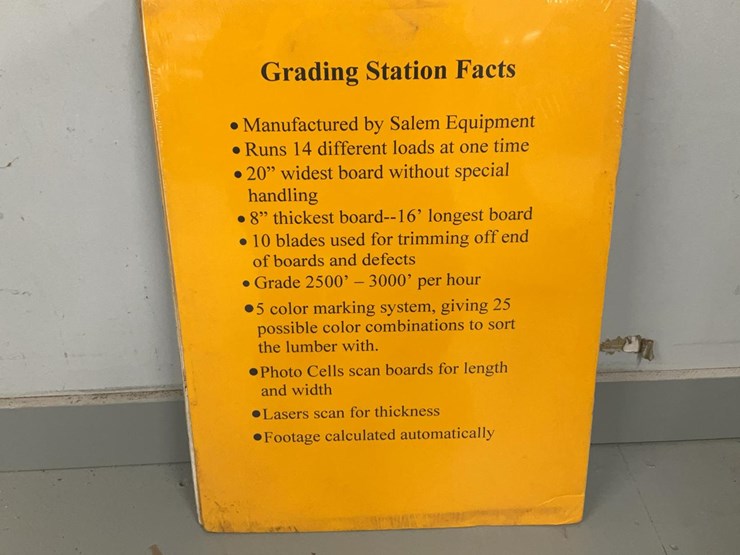 Grading Station Facts
• Manufactured by Salem Equipment
• Runs 14 different loads at one time
• 20” widest board without special
handling
• 8” thickest board--16’ longest board
• 10 blades used for trimming off end
of boards and defects
• Grade 2500’ – 3000’ per hour
• 5 color marking system, giving 25
possible color combinations to sort
the lumber with.
• Photo Cells scan boards for length
and width
• Lasers scan for thickness
• Footage calculated automatically